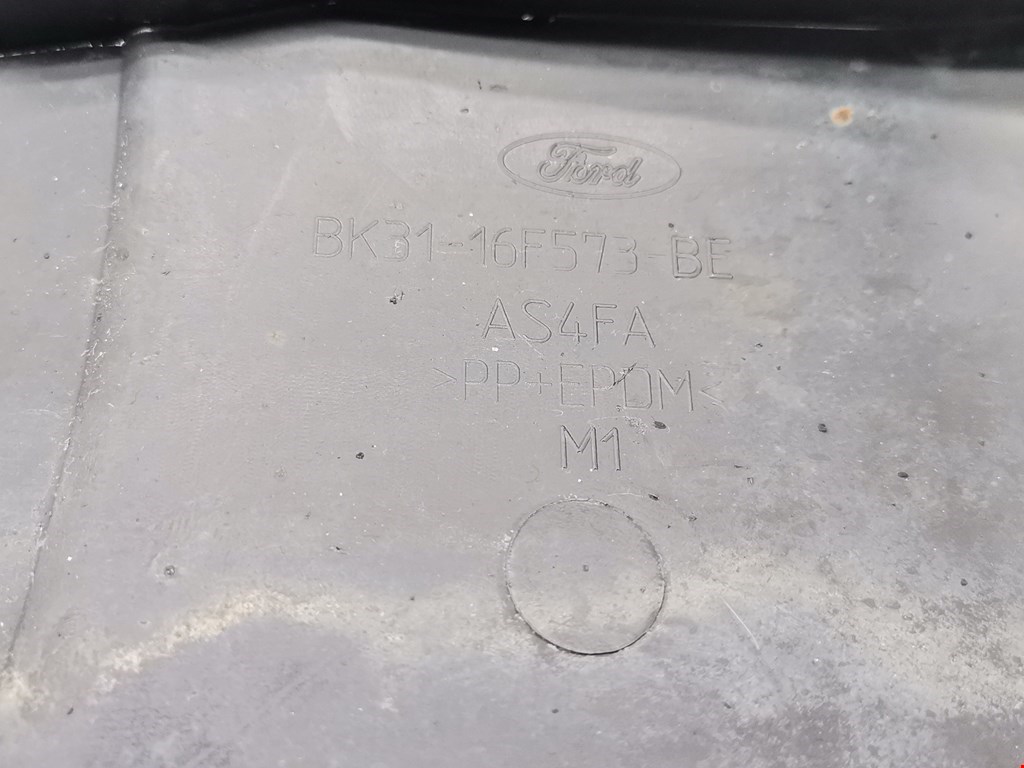 Ford
BK31-16F573-BE
AS4FA
>PP+EPDM<
M1